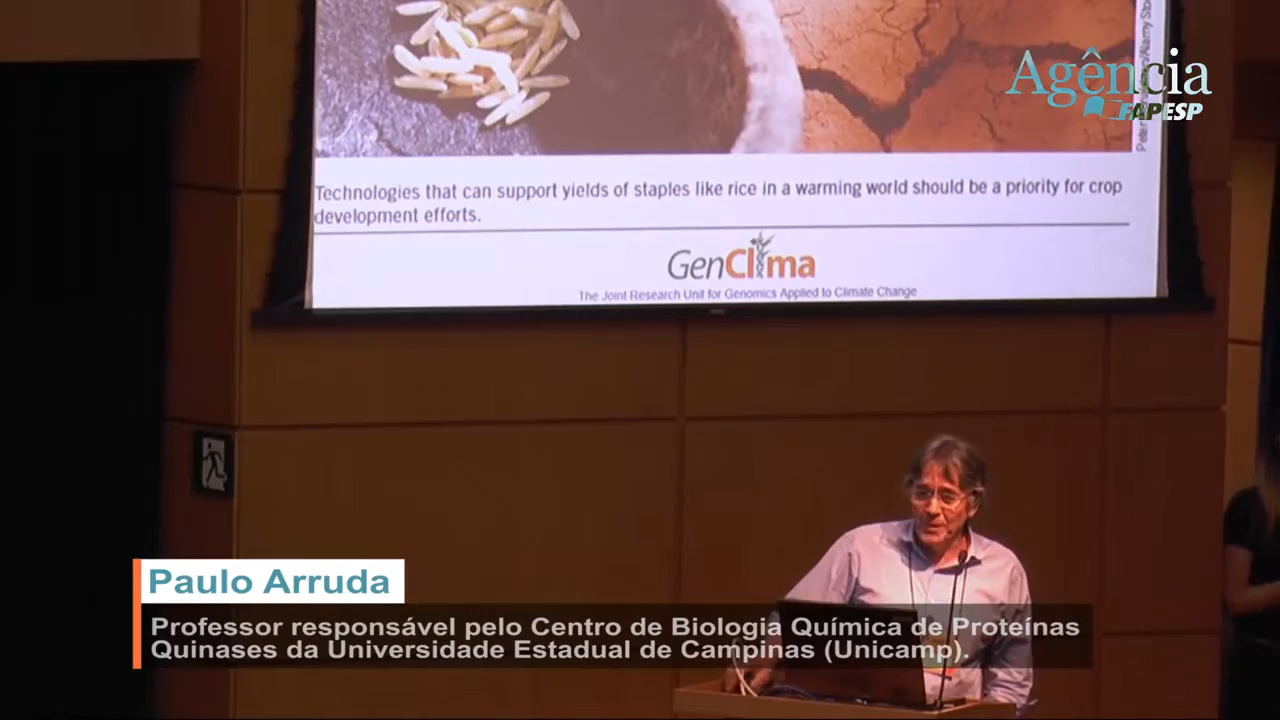 Agência
FAPESP
Technologies that can support yields of staples like rice in a warming world should be a priority for crop
development efforts.
GenClima
The Joint Research Unit for Genomics Applied to Climate Change
Paulo Arruda
Professor responsável pelo Centro de Biologia Química de Proteínas
Quinases da Universidade Estadual de Campinas (Unicamp).